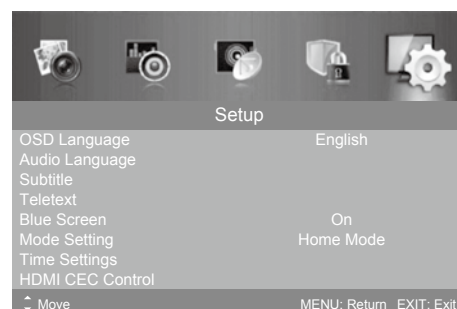 Setup
OSD Language English
Audio Language
Subtitle
Teletext
Blue Screen On
Mode Setting Home Mode
Time Settings
HDMI CEC Control
Move MENU: Return EXIT: Exit